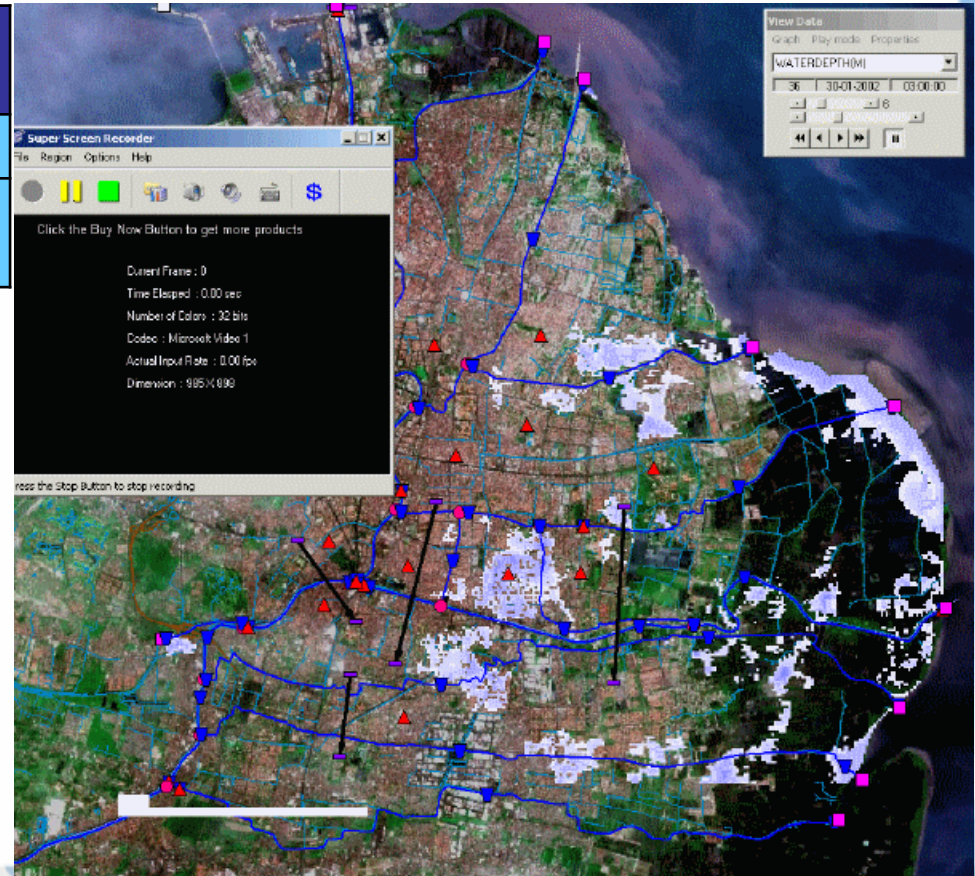 Super Screen Recorder
File Region Options Help
$
Click the Buy Now Button to get more products
Current Frame : 0
Time Elasped : 0.00 sec
Number of Colors : 32 bits
Codec : Microsoft Video 1
Actual Input Rate : 0.00 fps
Dimension : 985 X 898
ress the Stop Button to stop recording
View Data
Graph Play mode Properties
WATERDEPTH(M)
36 30-01-2002 03:00:00
6